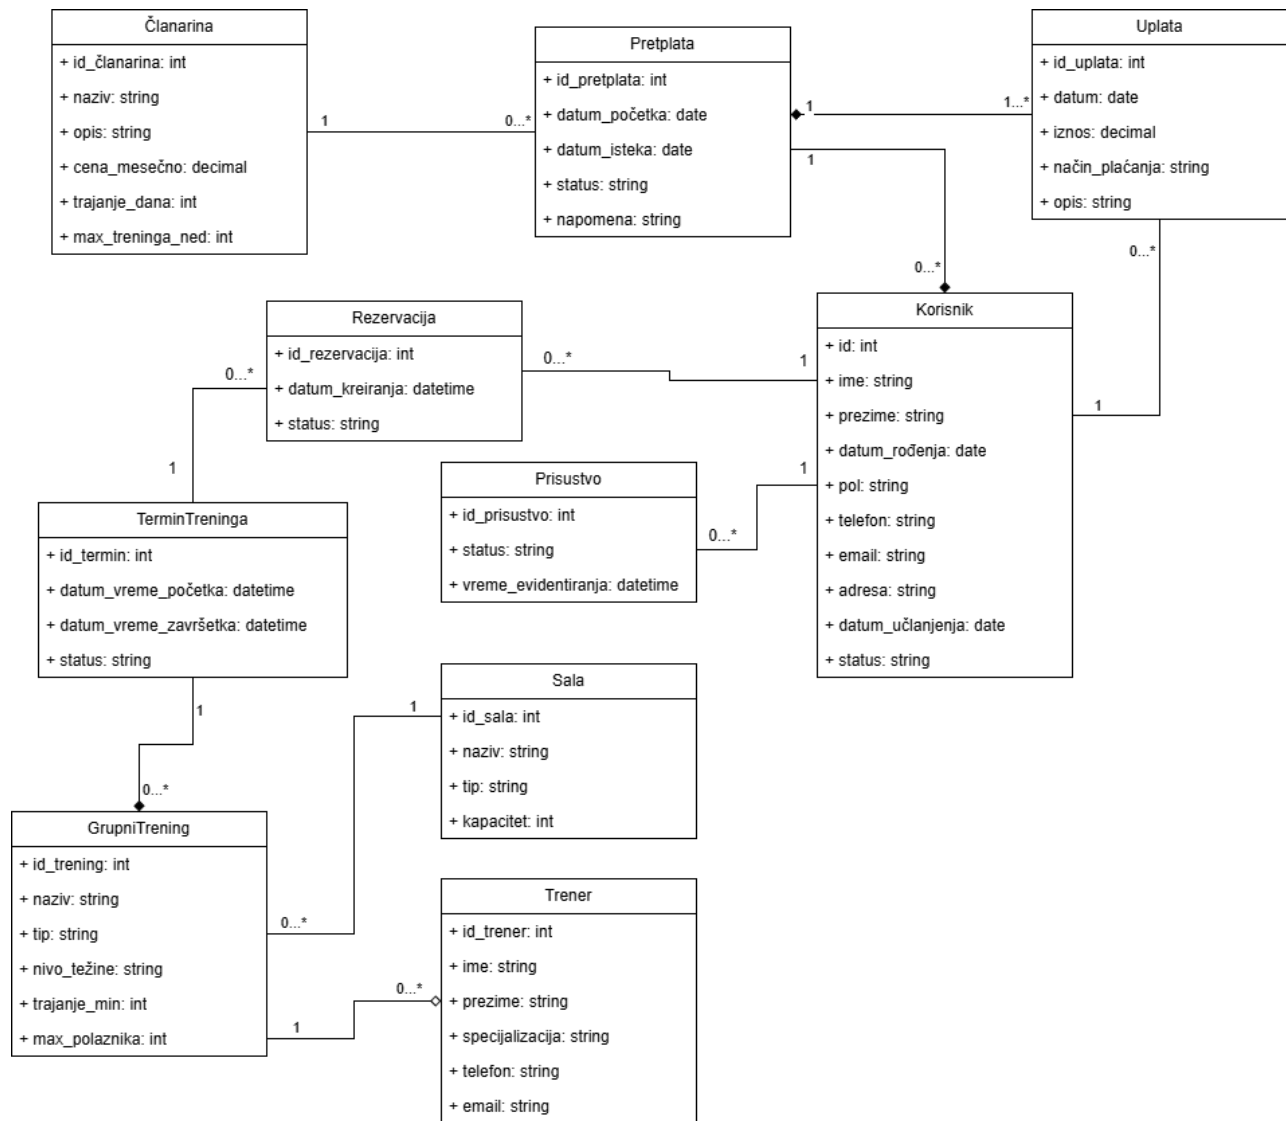 Članarina
+ id_članarina: int
+ naziv: string
+ opis: string
+ cena_mesečno: decimal
+ trajanje_dana: int
+ max_treninga_ned: int
1
0...*
Pretplata
+ id_pretplata: int
+ datum_početka: date
+ datum_isteka: date
+ status: string
+ napomena: string
1
1...*
1
0...*
Uplata
+ id_uplata: int
+ datum: date
+ iznos: decimal
+ način_plaćanja: string
+ opis: string
0...*
1
Rezervacija
+ id_rezervacija: int
+ datum_kreiranja: datetime
+ status: string
0...*
1
0...*
1
Korisnik
+ id: int
+ ime: string
+ prezime: string
+ datum_rođenja: date
+ pol: string
+ telefon: string
+ email: string
+ adresa: string
+ datum_učlanjenja: date
+ status: string
Prisustvo
+ id_prisustvo: int
+ status: string
+ vreme_evidentiranja: datetime
1
0...*
TerminTreninga
+ id_termin: int
+ datum_vreme_početka: datetime
+ datum_vreme_završetka: datetime
+ status: string
1
0...*
Sala
+ id_sala: int
+ naziv: string
+ tip: string
+ kapacitet: int
1
0...*
GrupniTrening
+ id_trening: int
+ naziv: string
+ tip: string
+ nivo_težine: string
+ trajanje_min: int
+ max_polaznika: int
1
0...*
Trener
+ id_trener: int
+ ime: string
+ prezime: string
+ specijalizacija: string
+ telefon: string
+ email: string